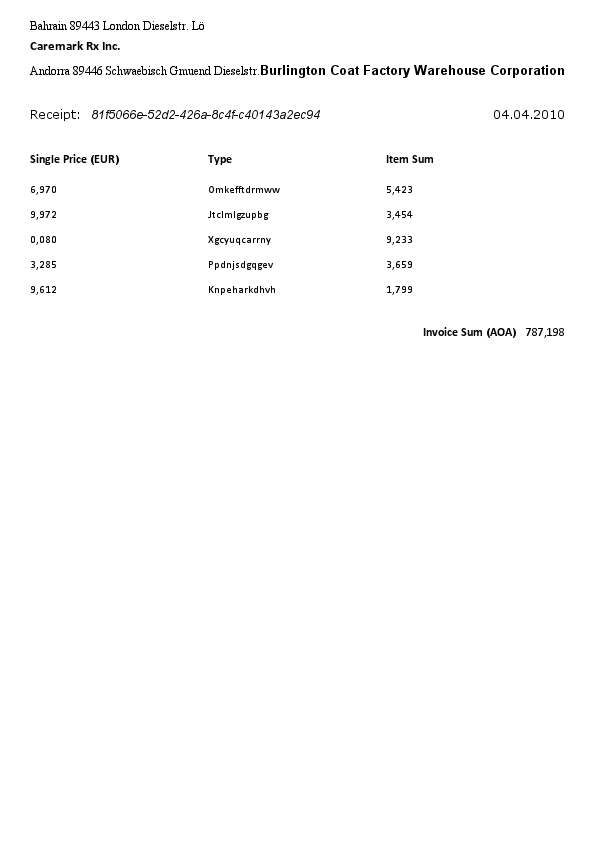 Bahrain 89443 London Dieselstr. Lö
Caremark Rx Inc.
Andorra 89446 Schwaebisch Gmuend Dieselstr. Burlington Coat Factory Warehouse Corporation
Receipt: 81f5066e-52d2-426a-8c4f-c40143a2ec94 04.04.2010
Single Price (EUR) Type Item Sum
6,970 Omkefftdrmww 5,423
9,972 Jtclmlgzupbg 3,454
0,080 Xgcyuqcarrny 9,233
3,285 Ppdnjsdgqgev 3,659
9,612 Knpeharkdhvh 1,799
Invoice Sum (AOA) 787,198